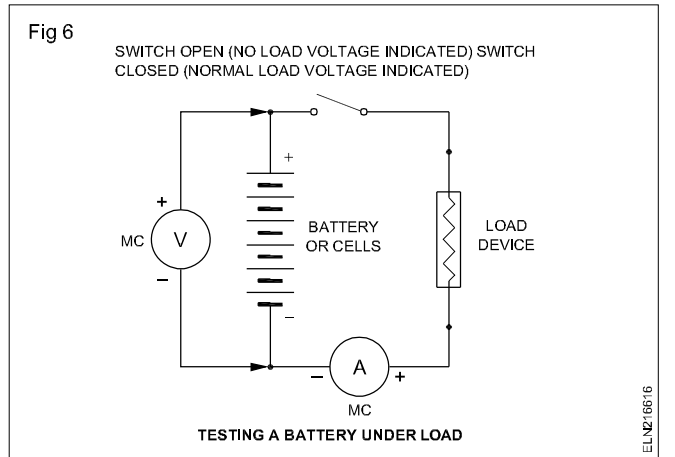 Fig 6
SWITCH OPEN (NO LOAD VOLTAGE INDICATED) SWITCH
CLOSED (NORMAL LOAD VOLTAGE INDICATED)
+
+
MC
V
BATTERY
OR CELLS
LOAD
DEVICE
–
–
–
A
+
MC
TESTING A BATTERY UNDER LOAD
ELN216616